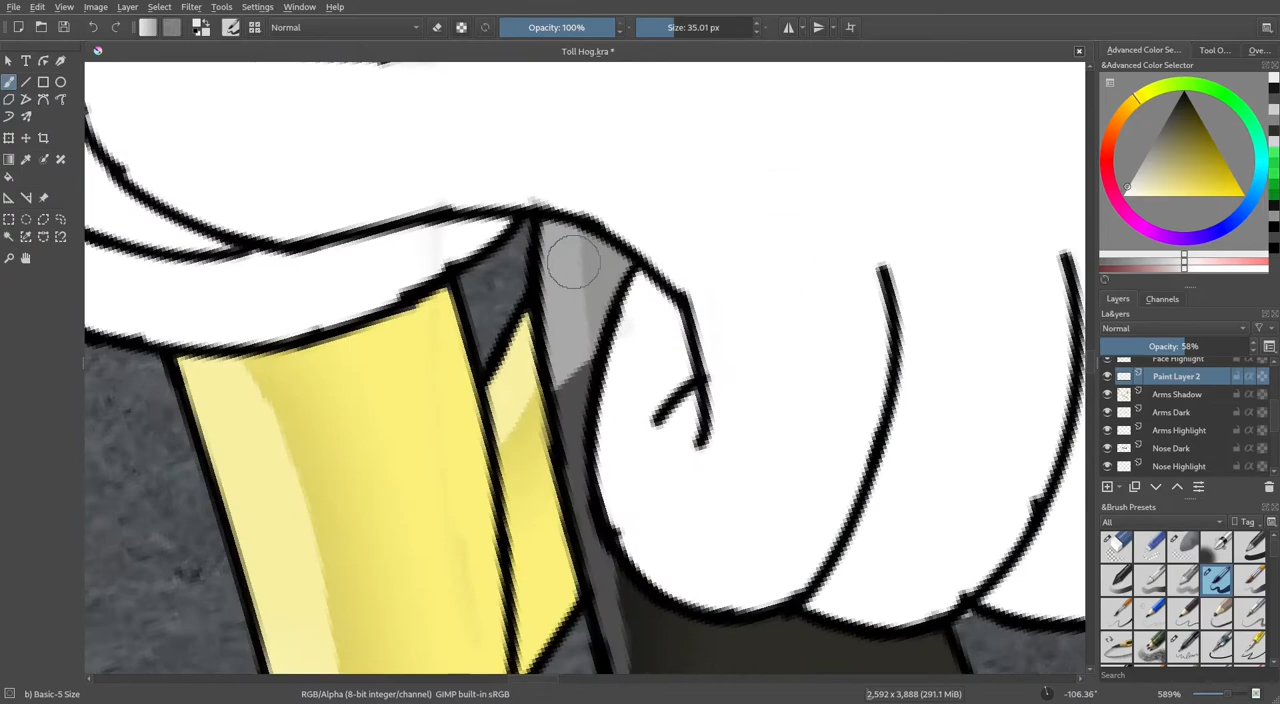 File Edit View Image Layer Select Filter Tools Settings Window Help
Normal
Opacity: 100%
Size: 35.01 px
Toll Hog.kra *
Advanced Color Se...
Tool O...
Ove...
&Advanced Color Selector
Layers
Channels
La&yers
Normal
Opacity: 58%
Face Highlight
Paint Layer 2
Arms Shadow
Arms Dark
Arms Highlight
Nose Dark
Nose Highlight
&Brush Presets
All
Tag
Search
b) Basic-5 Size
RGB/Alpha (8-bit integer/channel) GIMP built-in sRGB
2,592 x 3,888 (291.1 MiB)
-106.36°
589%